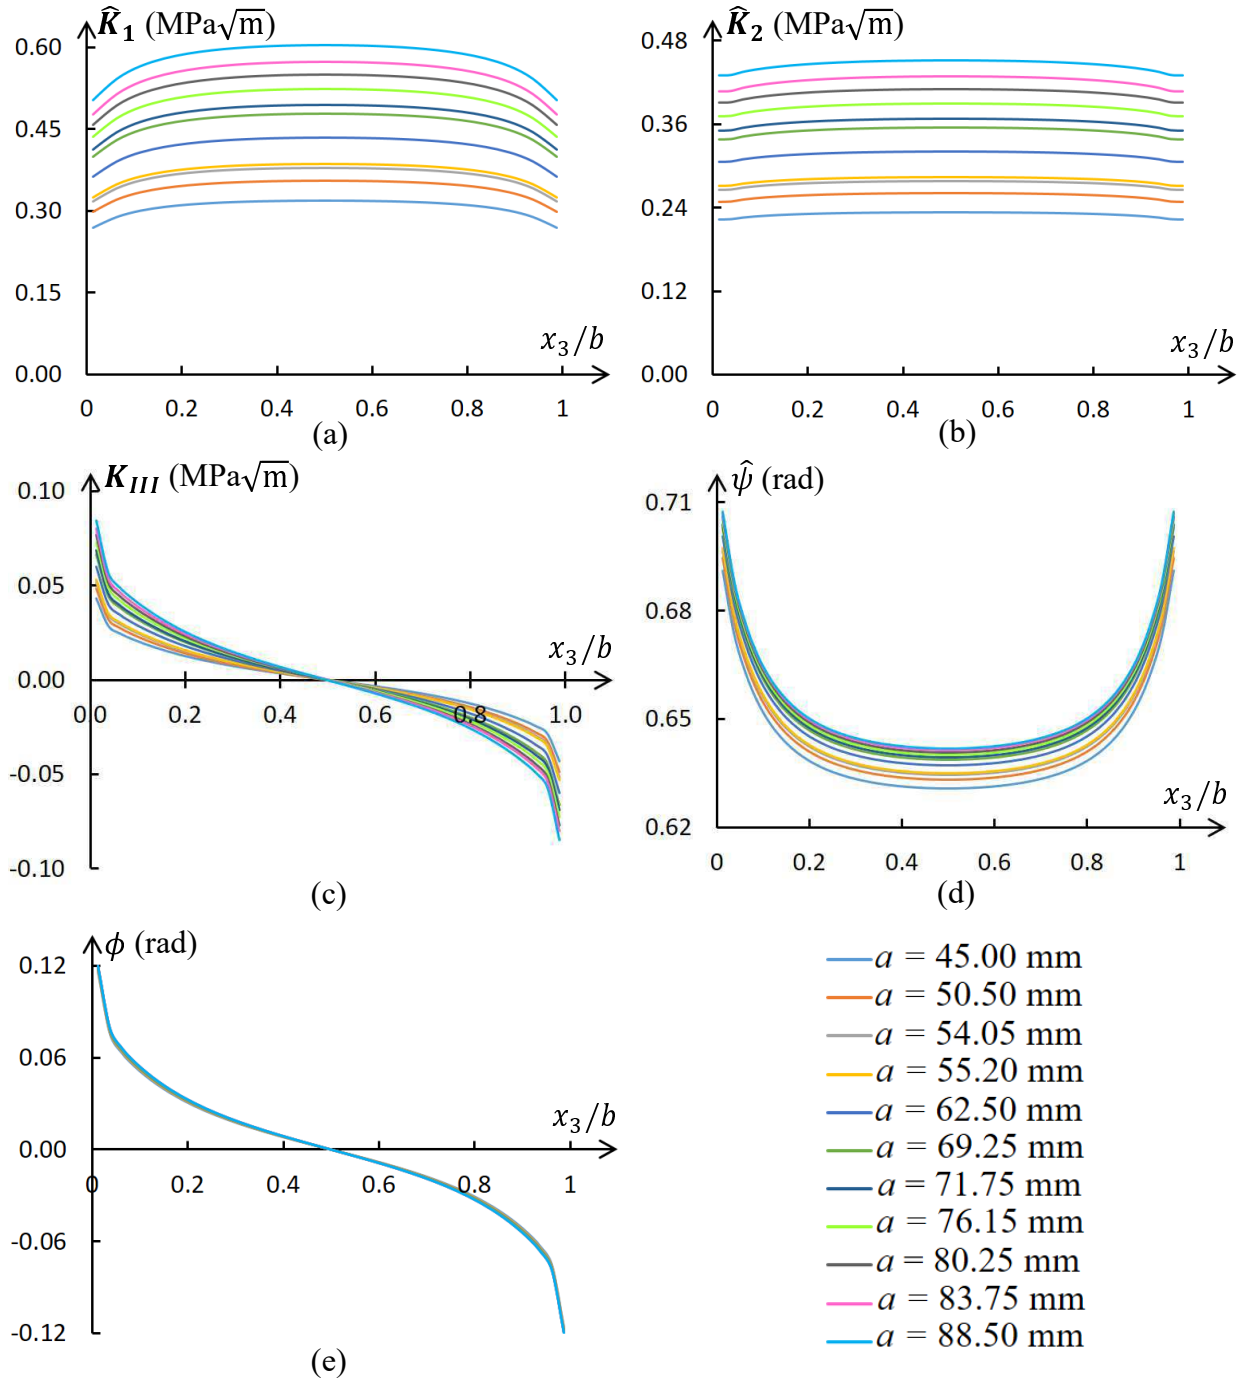 K̂₁ (MPa√m)
0.60
0.45
0.30
0.15
0.00
x₃/b
0 0.2 0.4 0.6 0.8 1
(a)
K̂₂ (MPa√m)
0.48
0.36
0.24
0.12
0.00
x₃/b
0 0.2 0.4 0.6 0.8 1
(b)
K_III (MPa√m)
0.10
0.05
0.00
-0.05
-0.10
x₃/b
0.0 0.2 0.4 0.6 0.8 1.0
(c)
ψ̂ (rad)
0.71
0.68
0.65
0.62
x₃/b
0 0.2 0.4 0.6 0.8 1
(d)
ϕ (rad)
0.12
0.06
0.00
-0.06
-0.12
x₃/b
0 0.2 0.4 0.6 0.8 1
(e)
a = 45.00 mm
a = 50.50 mm
a = 54.05 mm
a = 55.20 mm
a = 62.50 mm
a = 69.25 mm
a = 71.75 mm
a = 76.15 mm
a = 80.25 mm
a = 83.75 mm
a = 88.50 mm